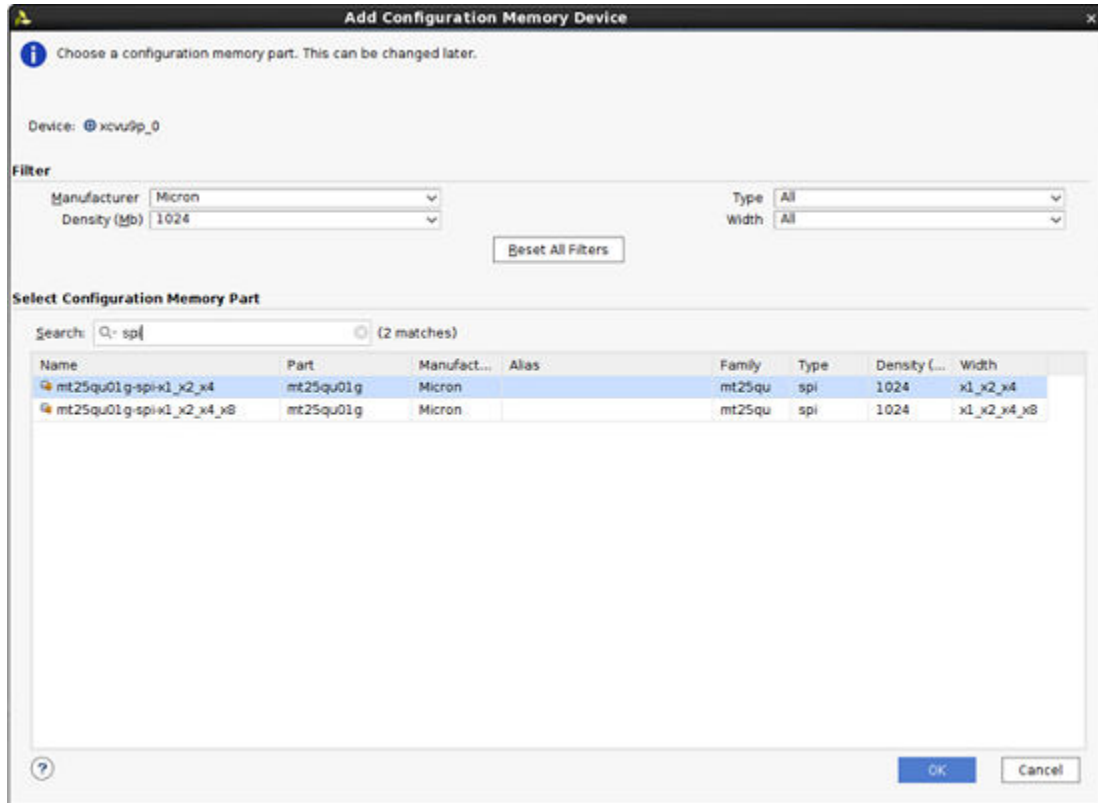 Add Configuration Memory Device
Choose a configuration memory part. This can be changed later.
Device: xcvu9p_0
Filter
Manufacturer Micron Type All
Density (Mb) 1024 Width All
Reset All Filters
Select Configuration Memory Part
Search: spi (2 matches)
Name Part Manufact... Alias Family Type Density (... Width
mt25qu01g-spi-x1_x2_x4 mt25qu01g Micron mt25qu spi 1024 x1_x2_x4
mt25qu01g-spi-x1_x2_x4_x8 mt25qu01g Micron mt25qu spi 1024 x1_x2_x4_x8
? OK Cancel